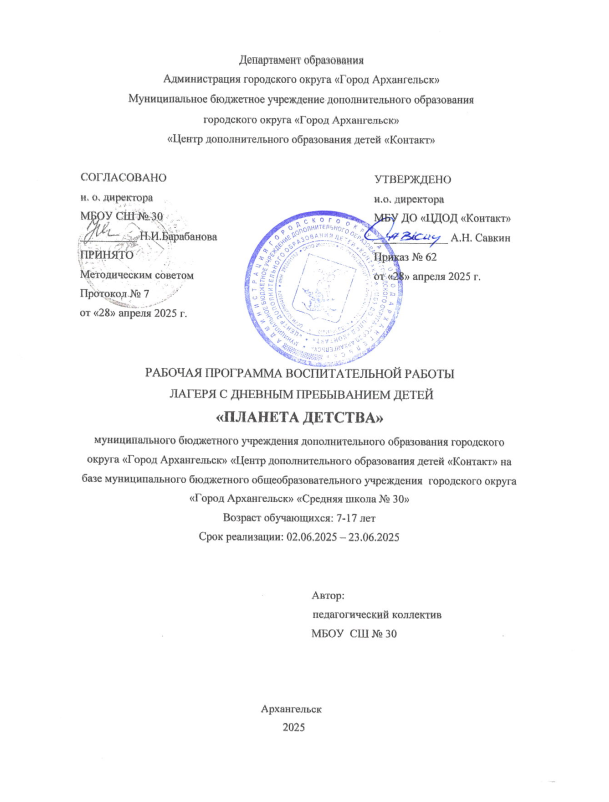 Департамент образования
Администрация городского округа «Город Архангельск»
Муниципальное бюджетное учреждение дополнительного образования
городского округа «Город Архангельск»
«Центр дополнительного образования детей «Контакт»
СОГЛАСОВАНО
н. о. директора
МБОУ СШ № 30
Н.И.Барабанова
ПРИНЯТО
Методическим советом
Протокол № 7
от «28» апреля 2025 г.
УТВЕРЖДЕНО
и.о. директора
МБУ ДО «ЦДОД «Контакт»
А.Н. Савкин
Приказ № 62
от «28» апреля 2025 г.
РАБОЧАЯ ПРОГРАММА ВОСПИТАТЕЛЬНОЙ РАБОТЫ
ЛАГЕРЯ С ДНЕВНЫМ ПРЕБЫВАНИЕМ ДЕТЕЙ
«ПЛАНЕТА ДЕТСТВА»
муниципального бюджетного учреждения дополнительного образования городского
округа «Город Архангельск» «Центр дополнительного образования детей «Контакт» на
базе муниципального бюджетного общеобразовательного учреждения городского округа
«Город Архангельск» «Средняя школа № 30»
Возраст обучающихся: 7-17 лет
Срок реализации: 02.06.2025 – 23.06.2025
Автор:
педагогический коллектив
МБОУ СШ № 30
Архангельск
2025